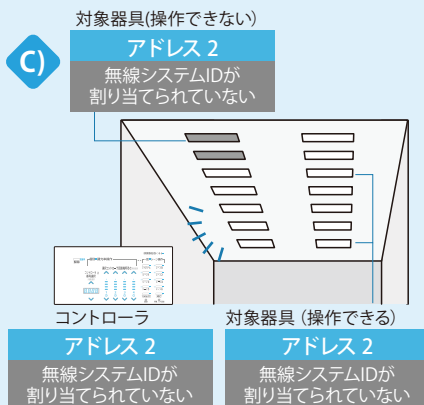 対象器具(操作できない)
C)
アドレス 2
無線システムIDが
割り当てられていない
コントローラ
アドレス 2
無線システムIDが
割り当てられていない
対象器具（操作できる）
アドレス 2
無線システムIDが
割り当てられていない